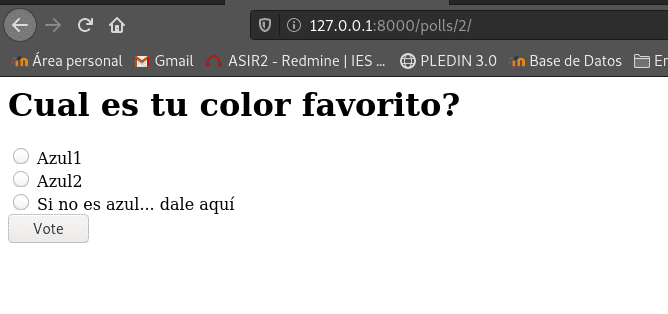 127.0.0.1:8000/polls/2/
Área personal Gmail ASIR2 - Redmine | IES ... PLEDIN 3.0 Base de Datos
Cual es tu color favorito?
Azul1
Azul2
Si no es azul... dale aquí
Vote